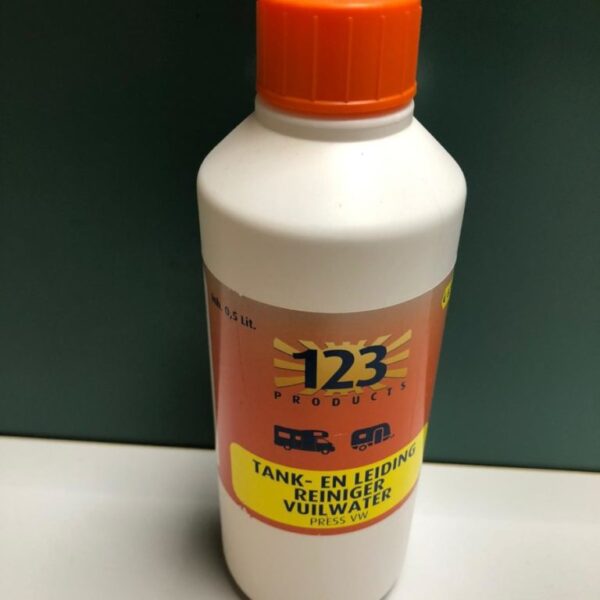 Inh. 0,5 Lit.
123
PRODUCTS
TANK- EN LEIDING
REINIGER
VUILWATER
PRESS VW